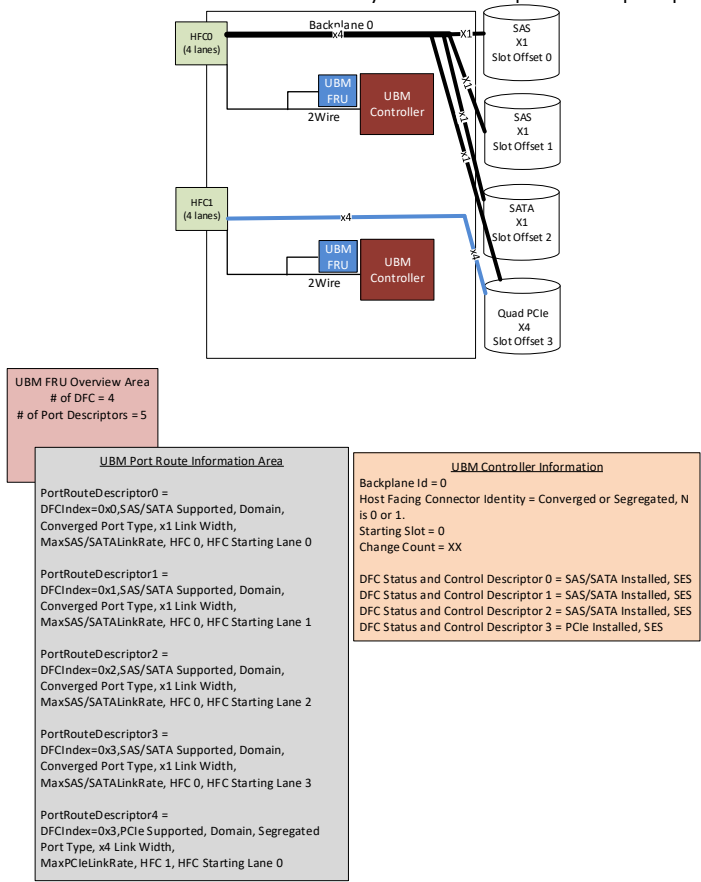 Backplane 0
HFC0
(4 lanes)
x4
X1
SAS
X1
Slot Offset 0
UBM
FRU
UBM
Controller
2Wire
X1
x1
x1
SAS
X1
Slot Offset 1
HFC1
(4 lanes)
x4
SATA
X1
Slot Offset 2
UBM
FRU
UBM
Controller
2Wire
x4
Quad PCIe
X4
Slot Offset 3
UBM FRU Overview Area
# of DFC = 4
# of Port Descriptors = 5
UBM Port Route Information Area
PortRouteDescriptor0 =
DFCIndex=0x0,SAS/SATA Supported, Domain,
Converged Port Type, x1 Link Width,
MaxSAS/SATALinkRate, HFC 0, HFC Starting Lane 0
PortRouteDescriptor1 =
DFCIndex=0x1,SAS/SATA Supported, Domain,
Converged Port Type, x1 Link Width,
MaxSAS/SATALinkRate, HFC 0, HFC Starting Lane 1
PortRouteDescriptor2 =
DFCIndex=0x2,SAS/SATA Supported, Domain,
Converged Port Type, x1 Link Width,
MaxSAS/SATALinkRate, HFC 0, HFC Starting Lane 2
PortRouteDescriptor3 =
DFCIndex=0x3,SAS/SATA Supported, Domain,
Converged Port Type, x1 Link Width,
MaxSAS/SATALinkRate, HFC 0, HFC Starting Lane 3
PortRouteDescriptor4 =
DFCIndex=0x3,PCIe Supported, Domain, Segregated
Port Type, x4 Link Width,
MaxPCIeLinkRate, HFC 1, HFC Starting Lane 0
UBM Controller Information
Backplane Id = 0
Host Facing Connector Identity = Converged or Segregated, N
is 0 or 1.
Starting Slot = 0
Change Count = XX
DFC Status and Control Descriptor 0 = SAS/SATA Installed, SES
DFC Status and Control Descriptor 1 = SAS/SATA Installed, SES
DFC Status and Control Descriptor 2 = SAS/SATA Installed, SES
DFC Status and Control Descriptor 3 = PCIe Installed, SES